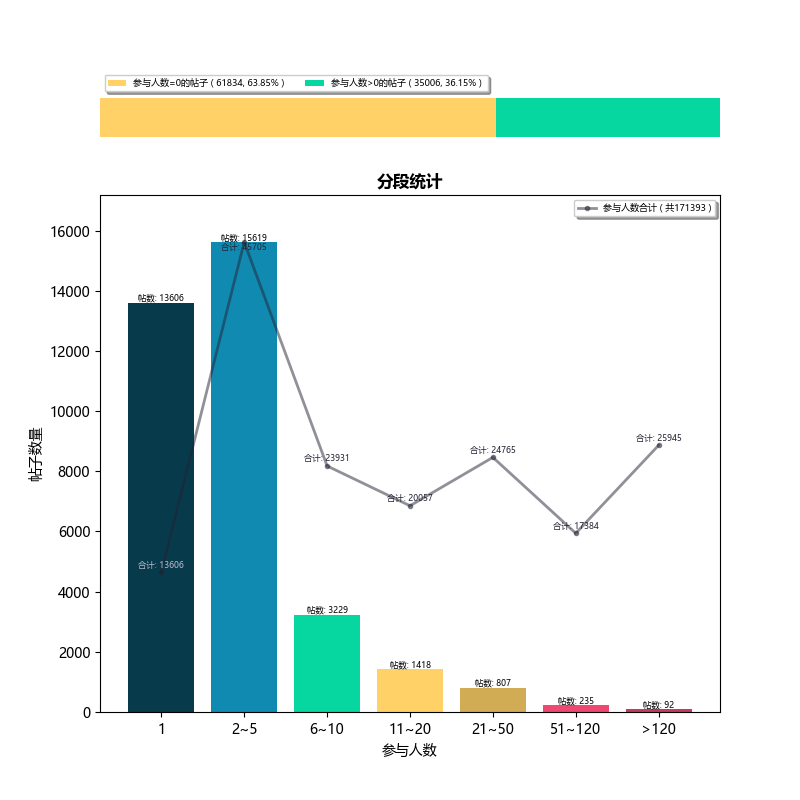 参与人数=0的帖子 ( 61834, 63.85% )
参与人数>0的帖子 ( 35006, 36.15% )
分段统计
参与人数合计 ( 共171393 )
16000
14000
12000
10000
8000
6000
4000
2000
0
帖子数量
帖数: 13606
帖数: 15619
帖数: 3229
帖数: 1418
帖数: 807
帖数: 235
帖数: 92
合计: 13606
合计: 45705
合计: 23931
合计: 20057
合计: 24765
合计: 17384
合计: 25945
1
2~5
6~10
11~20
21~50
51~120
>120
参与人数